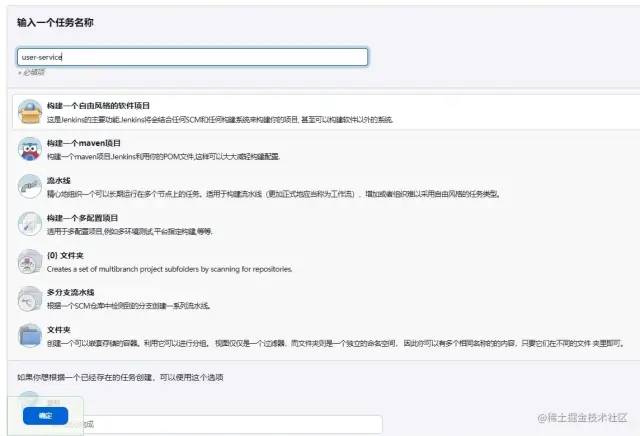 输入一个任务名称
user-service
» 必填项
构建一个自由风格的软件项目
这是Jenkins的主要功能.Jenkins将会结合任何SCM和任何构建系统来构建你的项目, 甚至可以构建软件以外的系统.
构建一个maven项目
构建一个maven项目.Jenkins利用你的POM文件,这样可以大大减轻构建配置.
流水线
精心地组织一个可以长期运行在多个节点上的任务。适用于构建流水线（更加正式地应当称为工作流），增加或者组织难以采用自由风格的任务类型。
构建一个多配置项目
适用于多配置项目,例如多环境测试,平台指定构建,等等.
{0} 文件夹
Creates a set of multibranch project subfolders by scanning for repositories.
多分支流水线
根据一个SCM仓库中检测到的分支创建一系列流水线。
文件夹
创建一个可以嵌套存储的容器。利用它可以进行分组。 视图仅仅是一个过滤器，而文件夹则是一个独立的命名空间， 因此你可以有多个相同名称的的内容，只要它们在不同的文件 夹里即可。
如果你想根据一个已经存在的任务创建，可以使用这个选项
确定
@稀土掘金技术社区